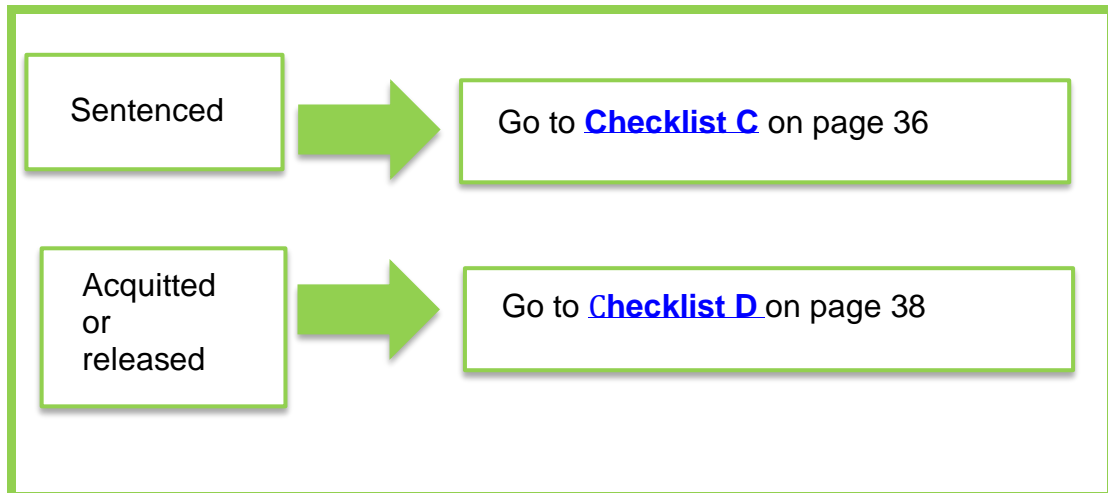 Sentenced
Go to Checklist C on page 36
Acquitted
or
released
Go to Checklist D on page 38